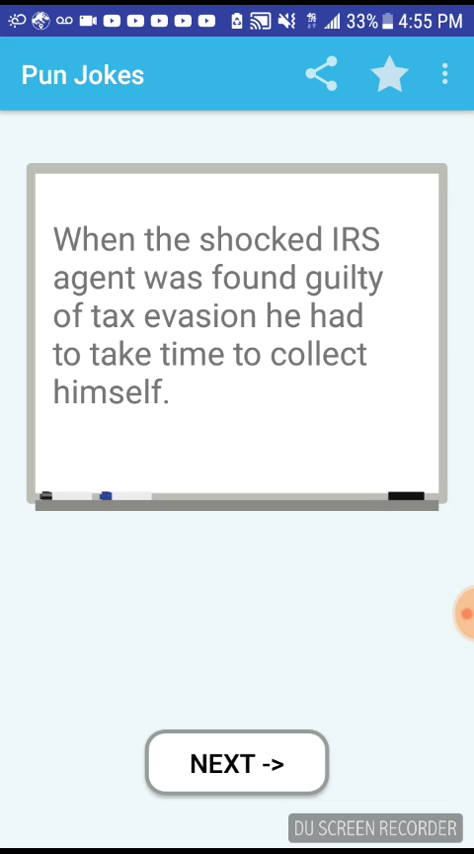 33% 4:55 PM
Pun Jokes
When the shocked IRS
agent was found guilty
of tax evasion he had
to take time to collect
himself.
NEXT ->
DU SCREEN RECORDER